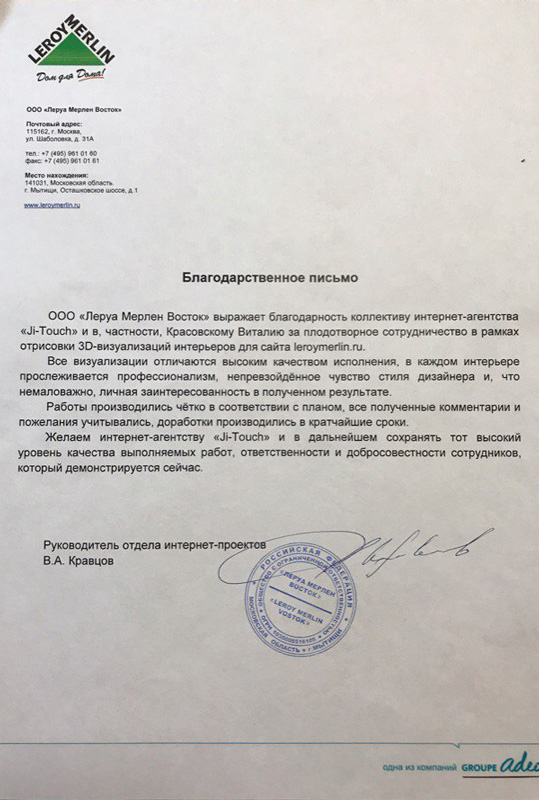 LEROY MERLIN
Дом для Дома!
ООО «Леруа Мерлен Восток»
Почтовый адрес:
115162, г. Москва,
ул. Шаболовка, д. 31А
тел.: +7 (495) 961 01 60
факс: +7 (495) 961 01 61
Место нахождения:
141031, Московская область.
г. Мытищи, Осташковское шоссе, д.1
www.leroymerlin.ru
Благодарственное письмо
ООО «Леруа Мерлен Восток» выражает благодарность коллективу интернет-агентства
«Ji-Touch» и в, частности, Красовскому Виталию за плодотворное сотрудничество в рамках
отрисовки 3D-визуализаций интерьеров для сайта leroymerlin.ru.
Все визуализации отличаются высоким качеством исполнения, в каждом интерьере
прослеживается профессионализм, непревзойдённое чувство стиля дизайнера и, что
немаловажно, личная заинтересованность в полученном результате.
Работы производились чётко в соответствии с планом, все полученные комментарии и
пожелания учитывались, доработки производились в кратчайшие сроки.
Желаем интернет-агентству «Ji-Touch» и в дальнейшем сохранять тот высокий
уровень качества выполняемых работ, ответственности и добросовестности сотрудников,
который демонстрируется сейчас.
Руководитель отдела интернет-проектов
В.А. Кравцов
РОССИЙСКАЯ ФЕДЕРАЦИЯ
ОБЩЕСТВО С ОГРАНИЧЕННОЙ ОТВЕТСТВЕННОСТЬЮ
«ЛЕРУА МЕРЛЕН
ВОСТОК»
«LEROY MERLIN
VOSTOK»
ОГРН
МОСКОВСКАЯ ОБЛАСТЬ * г. МЫТИЩИ
одна из компаний GROUPE adeo